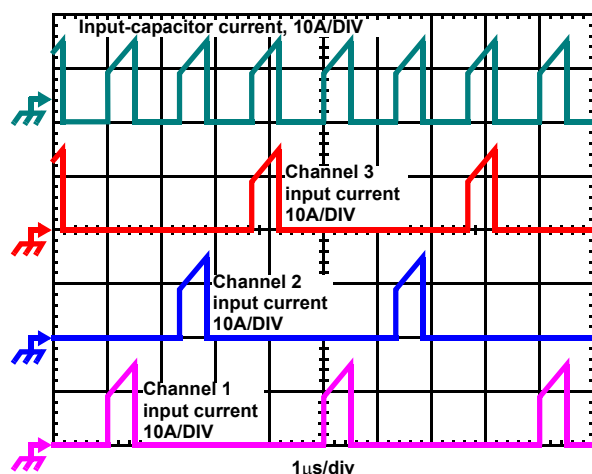 Input-capacitor current, 10A/DIV
Channel 3
input current
10A/DIV
Channel 2
input current
10A/DIV
Channel 1
input current
10A/DIV
1μs/div